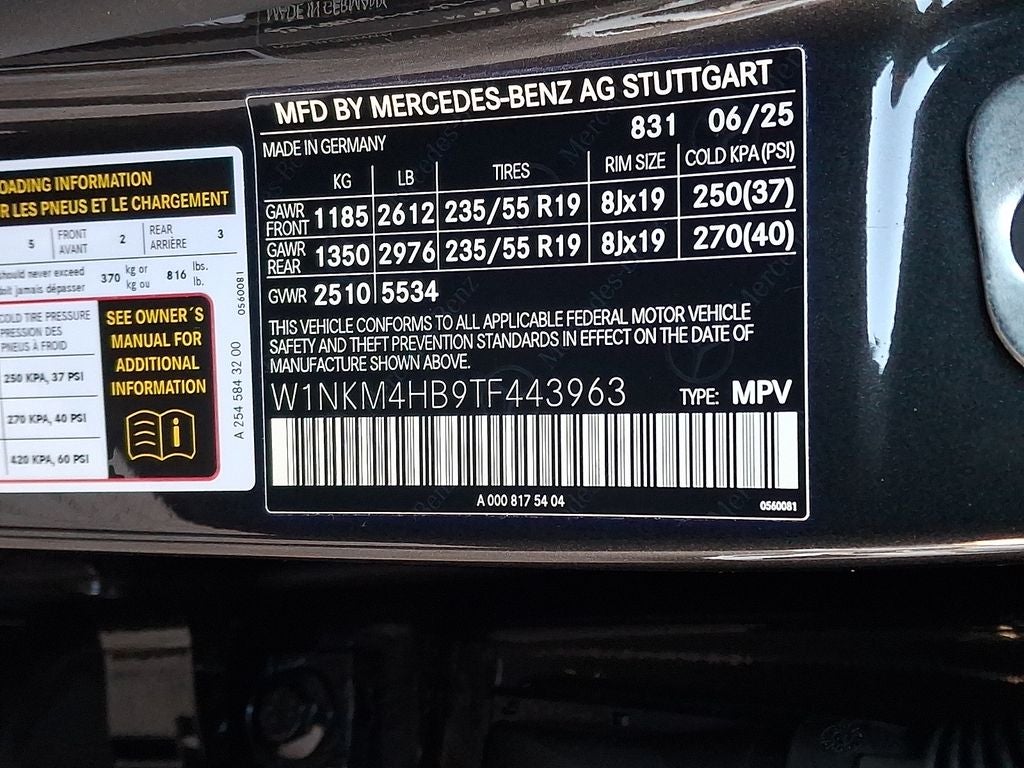 MADE IN GERMANY
MFD BY MERCEDES-BENZ AG STUTTGART
MADE IN GERMANY 831 06/25
KG LB TIRES RIM SIZE COLD KPA (PSI)
GAWR FRONT 1185 2612 235/55 R19 8Jx19 250(37)
GAWR REAR 1350 2976 235/55 R19 8Jx19 270(40)
GVWR 2510 5534
THIS VEHICLE CONFORMS TO ALL APPLICABLE FEDERAL MOTOR VEHICLE
SAFETY AND THEFT PREVENTION STANDARDS IN EFFECT ON THE DATE OF
MANUFACTURE SHOWN ABOVE.
W1NKM4HB9TF443963 TYPE: MPV
A 000 817 54 04
0560081
OADING INFORMATION
R LES PNEUS ET LE CHARGEMENT
5 FRONT AVANT 2 REAR ARRIÈRE 3
should never exceed
doit jamais dépasser
370 kg or kg ou 816 lbs. lb.
COLD TIRE PRESSURE
PRESSION DES
PNEUS À FROID
250 KPA, 37 PSI
270 KPA, 40 PSI
420 KPA, 60 PSI
SEE OWNER´S
MANUAL FOR
ADDITIONAL
INFORMATION
i
A 254 584 32 00
0560081